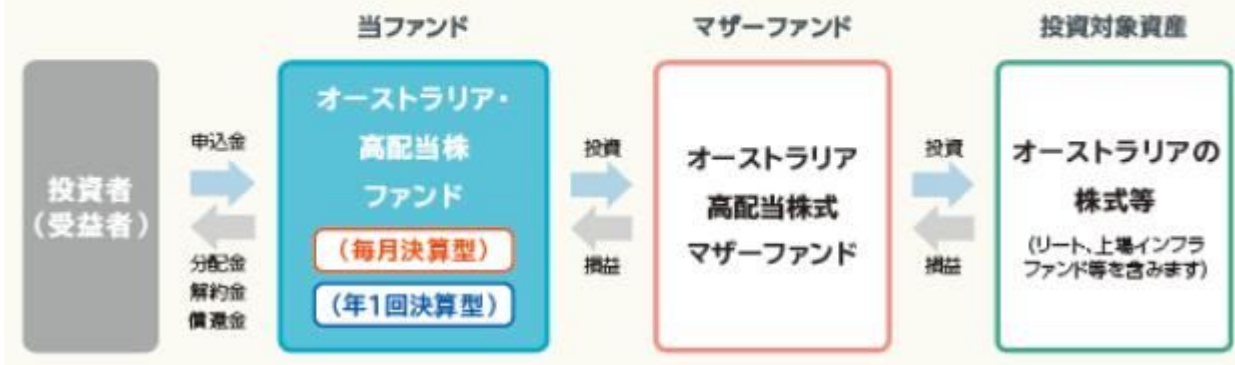 当ファンド
マザーファンド
投資対象資産
投資者
（受益者）
申込金
分配金
解約金
償還金
オーストラリア・
高配当株
ファンド
（毎月決算型）
（年1回決算型）
投資
損益
オーストラリア
高配当株式
マザーファンド
投資
損益
オーストラリアの
株式等
（リート、上場インフラ
ファンド等を含みます）